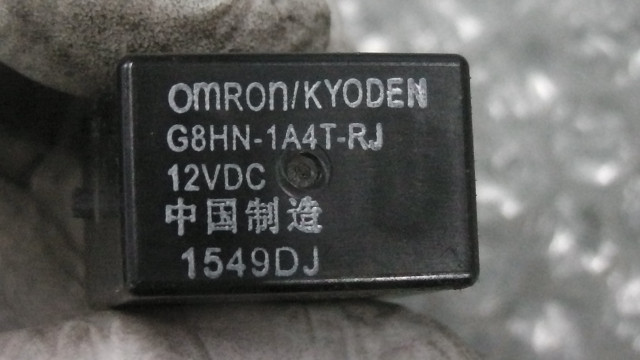 omRon/KYODEN
G8HN-1A4T-RJ
12VDC
中国制造
1549DJ